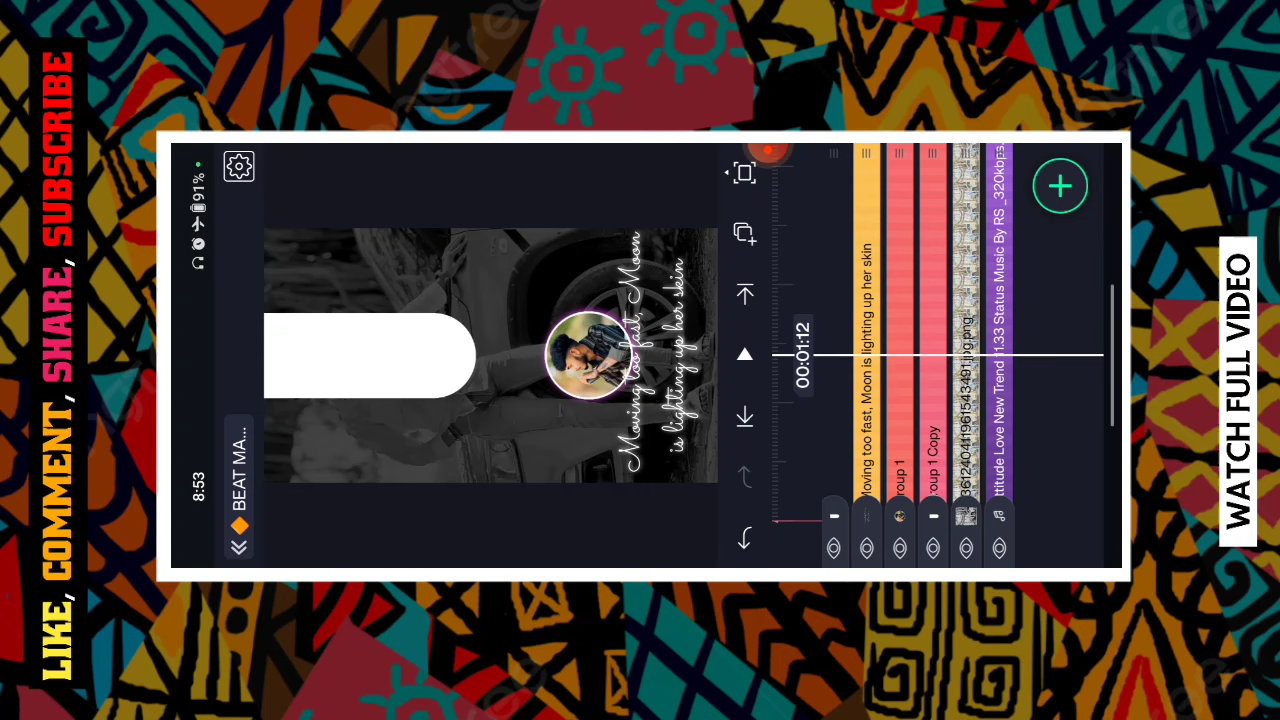 LIKE, COMMENT, SHARE, SUBSCRIBE
8:53
91%
BEAT MA...
Moving too fast, Moon
is lighting up her skin
00:01:12
Moving too fast, Moon is lighting up her skin
roup 1
oup 1 Copy
ttitude Love New Trend 11.33 Status Music By RS _320kbps.
WATCH FULL VIDEO